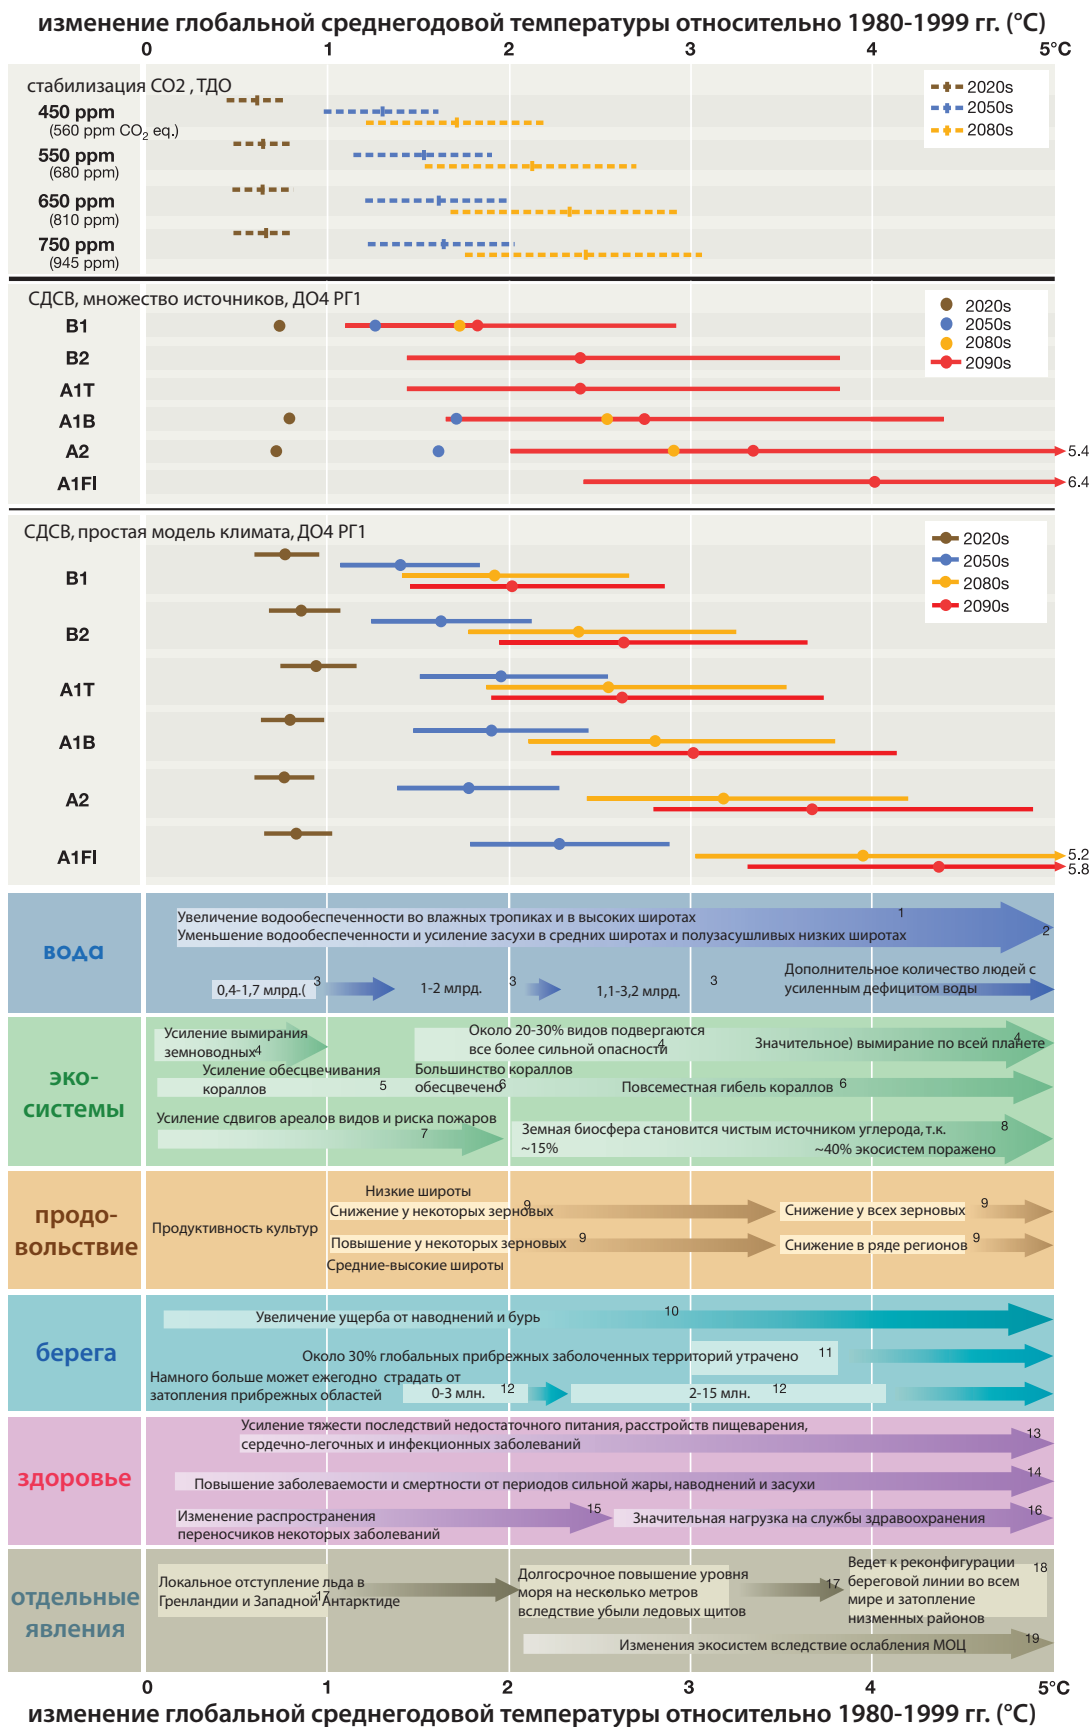 изменение глобальной среднегодовой температуры относительно 1980-1999 гг. (°C)
0 1 2 3 4 5°C
стабилизация CO2 , ТДО
450 ppm
(560 ppm CO2 eq.)
550 ppm
(680 ppm)
650 ppm
(810 ppm)
750 ppm
(945 ppm)
2020s
2050s
2080s
СДСВ, множество источников, ДО4 РГ1
B1
B2
A1T
A1B
A2
5.4
A1FI
6.4
2020s
2050s
2080s
2090s
СДСВ, простая модель климата, ДО4 РГ1
B1
B2
A1T
A1B
A2
A1FI
5.2
5.8
2020s
2050s
2080s
2090s
вода
Увеличение водообеспеченности во влажных тропиках и в высоких широтах 1
Уменьшение водообеспеченности и усиление засухи в средних широтах и полузасушливых низких широтах 2
0,4-1,7 млрд.( 3
1-2 млрд. 3
1,1-3,2 млрд. 3
Дополнительное количество людей с
усиленным дефицитом воды
эко-
системы
Усиление вымирания
земноводных 4
Около 20-30% видов подвергаются
все более сильной опасности 4
Значительное) вымирание по всей планете 4
Усиление обесцвечивания
кораллов 5
Большинство кораллов
обесцвечено 6
Повсеместная гибель кораллов 6
Усиление сдвигов ареалов видов и риска пожаров
7
Земная биосфера становится чистым источником углерода, т.к. 8
~15% ~40% экосистем поражено
продо-
вольствие
Продуктивность культур
Низкие широты
Снижение у некоторых зерновых 9
Снижение у всех зерновых 9
Повышение у некоторых зерновых 9
Снижение в ряде регионов 9
Средние-высокие широты
берега
Увеличение ущерба от наводнений и бурь 10
Около 30% глобальных прибрежных заболоченных территорий утрачено 11
Намного больше может ежегодно страдать от
затопления прибрежных областей
0-3 млн. 12
2-15 млн. 12
здоровье
Усиление тяжести последствий недостаточного питания, расстройств пищеварения,
сердечно-легочных и инфекционных заболеваний 13
Повышение заболеваемости и смертности от периодов сильной жары, наводнений и засухи 14
Изменение распространения
переносчиков некоторых заболеваний 15
Значительная нагрузка на службы здравоохранения 16
отдельные
явления
Локальное отступление льда в
Гренландии и Западной Антарктиде 17
Долгосрочное повышение уровня
моря на несколько метров
вследствие убыли ледовых щитов 17
Ведет к реконфигурации
береговой линии во всем
мире и затопление
низменных районов 18
Изменения экосистем вследствие ослабления МОЦ 19
0 1 2 3 4 5°C
изменение глобальной среднегодовой температуры относительно 1980-1999 гг. (°C)